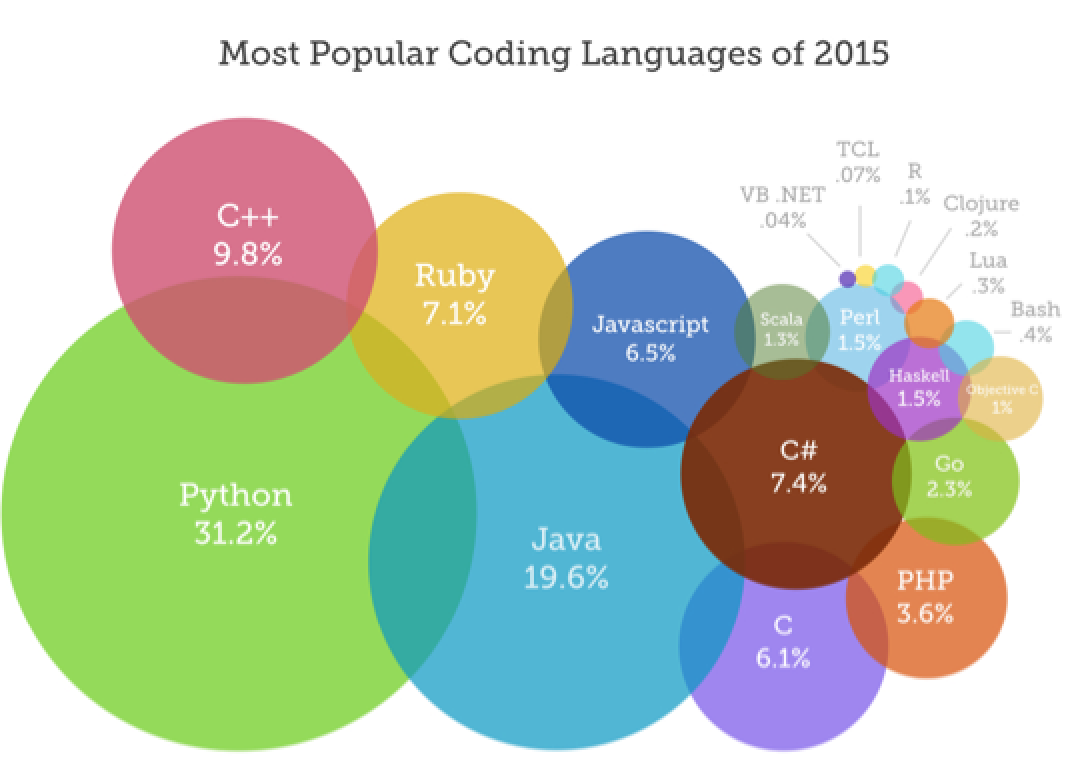 Most Popular Coding Languages of 2015
TCL
.07%
R
.1%
VB .NET
.04%
Clojure
.2%
Lua
.3%
Bash
.4%
C++
9.8%
Ruby
7.1%
Javascript
6.5%
Scala
1.3%
Perl
1.5%
Haskell
1.5%
Objective C
1%
C#
7.4%
Go
2.3%
Python
31.2%
Java
19.6%
PHP
3.6%
C
6.1%